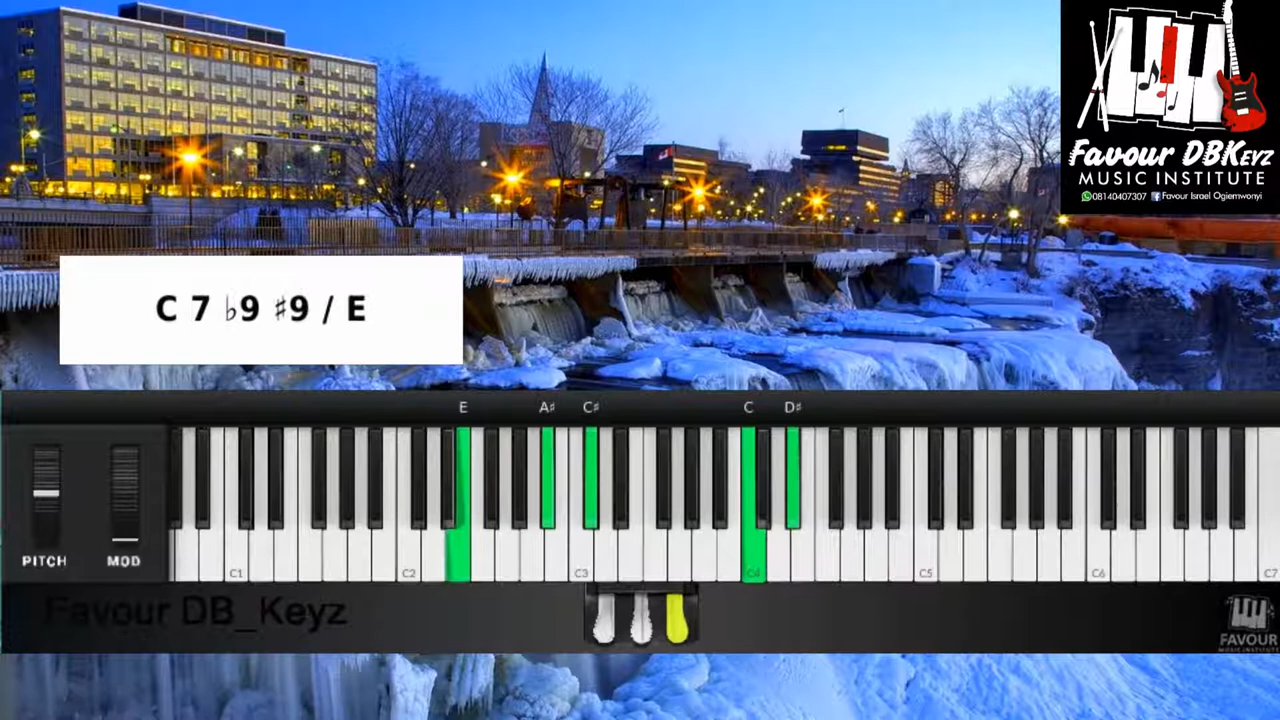 Favour DBKEYZ
MUSIC INSTITUTE
08140407307 Favour Israel Ogiemwonyi
C 7 ♭9 ♯9 / E
E A♯ C♯ C D♯
PITCH MOD
C1 C2 C3 C4 C5 C6 C7
Favour DB_Keyz
FAVOUR
MUSIC INSTITUTE